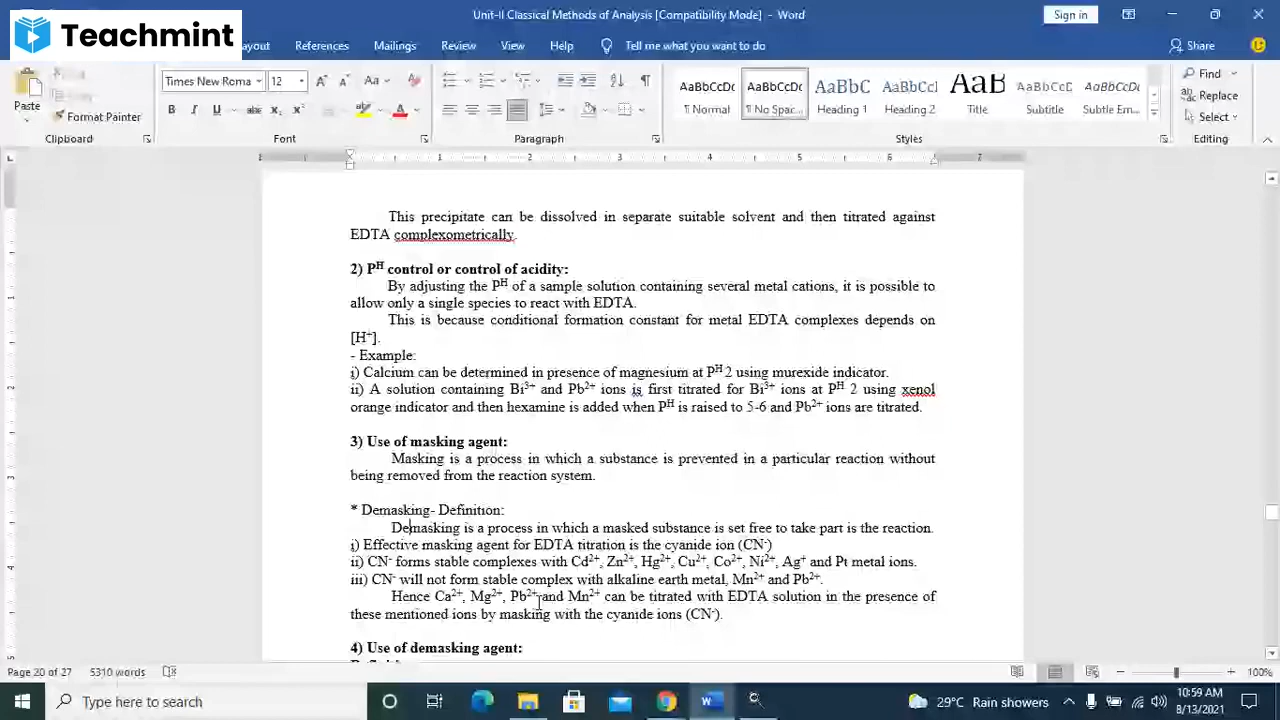 Unit-II Classical Methods of Analysis [Compatibility Mode] - Word
Sign in
Teachmint
ayout References Mailings Review View Help Tell me what you want to do Share
Paste
Format Painter
Times New Roma 12
Aa
B I U abc x
AaBbCcDc AaBbCcDc AaBbC AaBbCcl AaB AaBbCcD AaBbCcDc
¶ Normal ¶ No Spac... Heading 1 Heading 2 Title Subtitle Subtle Em...
Find
Replace
Select
Clipboard Font Paragraph Styles Editing
1 1 2 3 4 5 6 7
This precipitate can be dissolved in separate suitable solvent and then titrated against
EDTA complexometrically.
2) Pᴴ control or control of acidity:
By adjusting the Pᴴ of a sample solution containing several metal cations, it is possible to
allow only a single species to react with EDTA.
This is because conditional formation constant for metal EDTA complexes depends on
[H⁺].
- Example:
i) Calcium can be determined in presence of magnesium at Pᴴ 2 using murexide indicator.
ii) A solution containing Bi³⁺ and Pb²⁺ ions is first titrated for Bi³⁺ ions at Pᴴ 2 using xenol
orange indicator and then hexamine is added when Pᴴ is raised to 5-6 and Pb²⁺ ions are titrated.
3) Use of masking agent:
Masking is a process in which a substance is prevented in a particular reaction without
being removed from the reaction system.
* Demasking- Definition:
Demasking is a process in which a masked substance is set free to take part is the reaction.
i) Effective masking agent for EDTA titration is the cyanide ion (CN⁻)
ii) CN⁻ forms stable complexes with Cd²⁺, Zn²⁺, Hg²⁺, Cu²⁺, Co²⁺, Ni²⁺, Ag⁺ and Pt metal ions.
iii) CN⁻ will not form stable complex with alkaline earth metal, Mn²⁺ and Pb²⁺.
Hence Ca²⁺, Mg²⁺, Pb²⁺ and Mn²⁺ can be titrated with EDTA solution in the presence of
these mentioned ions by masking with the cyanide ions (CN⁻).
4) Use of demasking agent:
Page 20 of 27 5310 words 100%
Type here to search
29°C Rain showers
10:59 AM
8/13/2021